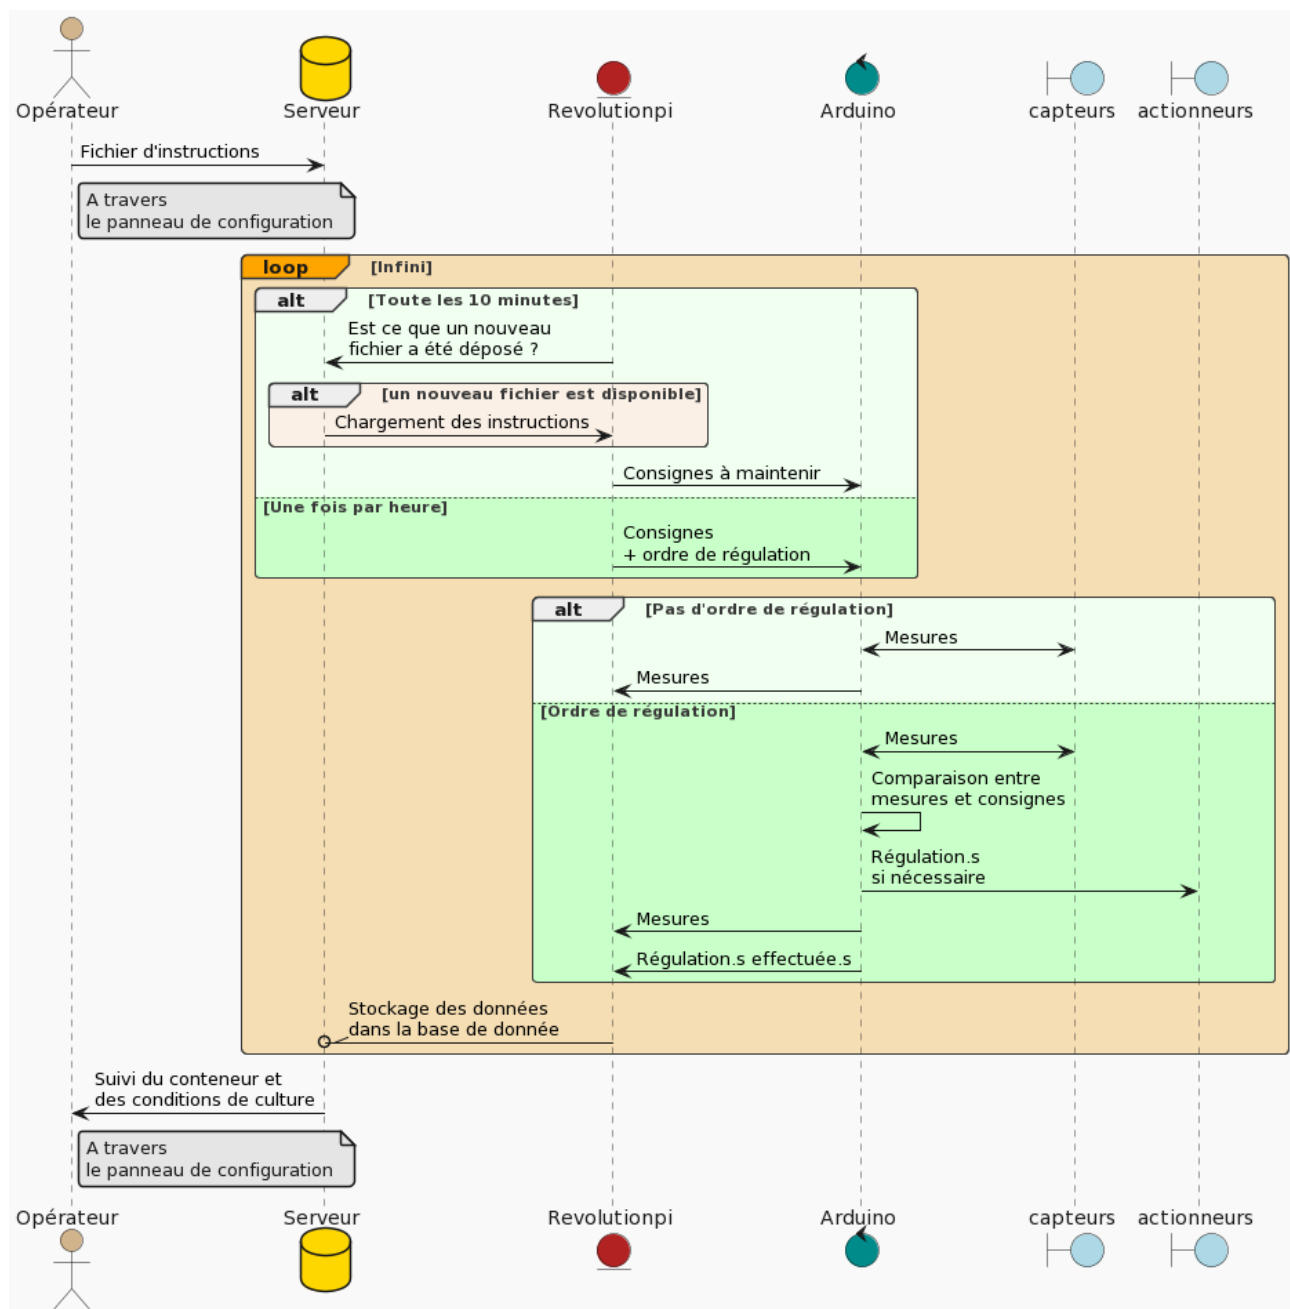 Opérateur
Serveur
Revolutionpi
Arduino
capteurs
actionneurs
Fichier d'instructions
A travers
le panneau de configuration
loop
[Infini]
alt
[Toute les 10 minutes]
Est ce que un nouveau
fichier a été déposé ?
alt
[un nouveau fichier est disponible]
Chargement des instructions
Consignes à maintenir
[Une fois par heure]
Consignes
+ ordre de régulation
alt
[Pas d'ordre de régulation]
Mesures
Mesures
[Ordre de régulation]
Mesures
Comparaison entre
mesures et consignes
Régulation.s
si nécessaire
Mesures
Régulation.s effectuée.s
Stockage des données
dans la base de donnée
Suivi du conteneur et
des conditions de culture
A travers
le panneau de configuration
Opérateur
Serveur
Revolutionpi
Arduino
capteurs
actionneurs